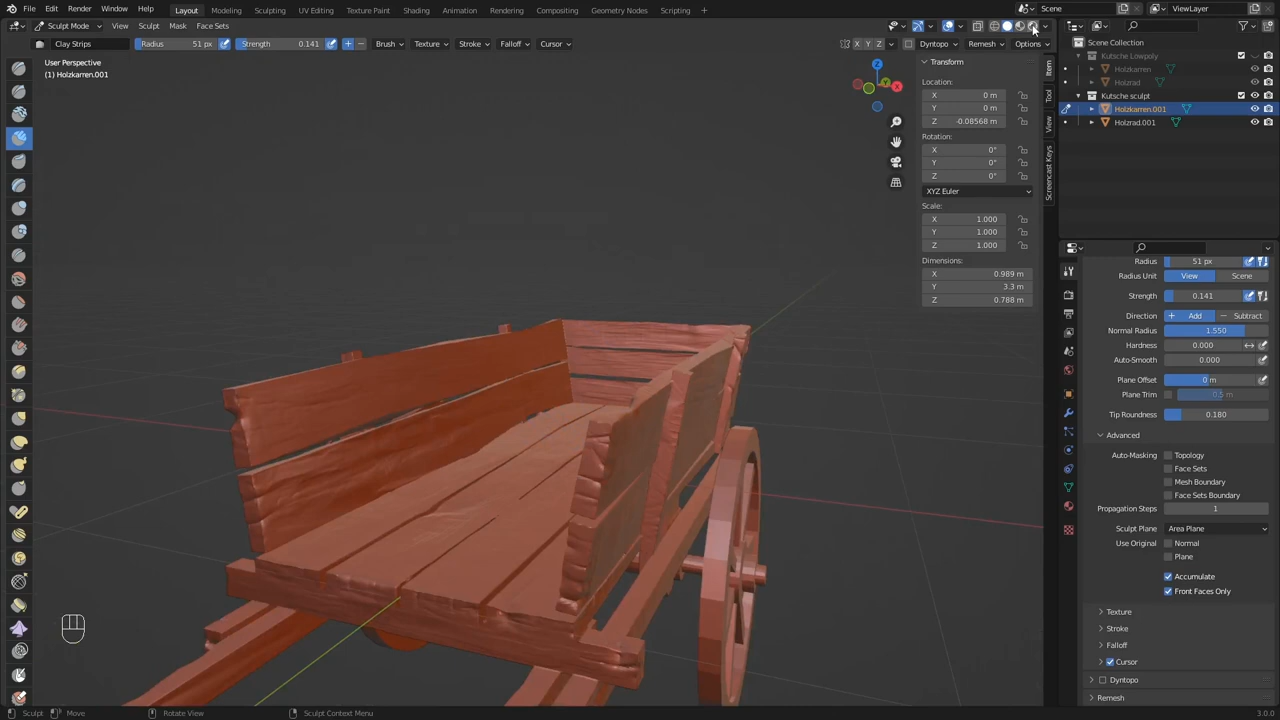 File Edit Render Window Help Layout Modeling Sculpting UV Editing Texture Paint Shading Animation Rendering Compositing Geometry Nodes Scripting Scene ViewLayer
Sculpt Mode View Sculpt Mask Face Sets
Clay Strips Radius 51 px Strength 0.141 Brush Texture Stroke Falloff Cursor X Y Z Dyntopo Remesh Options
User Perspective
(1) Holzkarren.001
Z
Y
X
Transform
Location:
X 0 m
Y 0 m
Z -0.08568 m
Rotation:
X 0°
Y 0°
Z 0°
XYZ Euler
Scale:
X 1.000
Y 1.000
Z 1.000
Dimensions:
X 0.989 m
Y 3.3 m
Z 0.788 m
Item
Tool
View
Screencast Keys
Scene Collection
Kutsche Lowpoly
Holzkarren
Holzrad
Kutsche sculpt
Holzkarren.001
Holzrad.001
Radius 51 px
Radius Unit View Scene
Strength 0.141
Direction + Add − Subtract
Normal Radius 1.550
Hardness 0.000
Auto-Smooth 0.000
Plane Offset 0 m
Plane Trim 0.5 m
Tip Roundness 0.180
Advanced
Auto-Masking Topology
Face Sets
Mesh Boundary
Face Sets Boundary
Propagation Steps 1
Sculpt Plane Area Plane
Use Original Normal
Plane
Accumulate
Front Faces Only
Texture
Stroke
Falloff
Cursor
Dyntopo
Remesh
Sculpt Move Rotate View Sculpt Context Menu 3.0.0